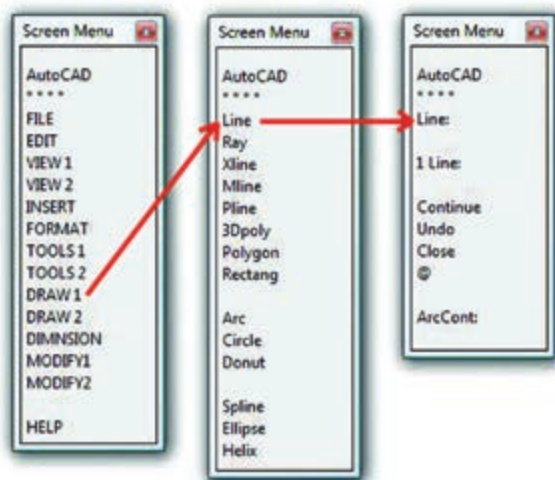 Screen Menu
AutoCAD
* * * *
FILE
EDIT
VIEW 1
VIEW 2
INSERT
FORMAT
TOOLS 1
TOOLS 2
DRAW 1
DRAW 2
DIMNSION
MODIFY1
MODIFY2
HELP
Screen Menu
AutoCAD
* * * *
Line
Ray
Xline
Mline
Pline
3Dpoly
Polygon
Rectang
Arc
Circle
Donut
Spline
Ellipse
Helix
Screen Menu
AutoCAD
* * * *
Line:
1 Line:
Continue
Undo
Close
@
ArcCont: